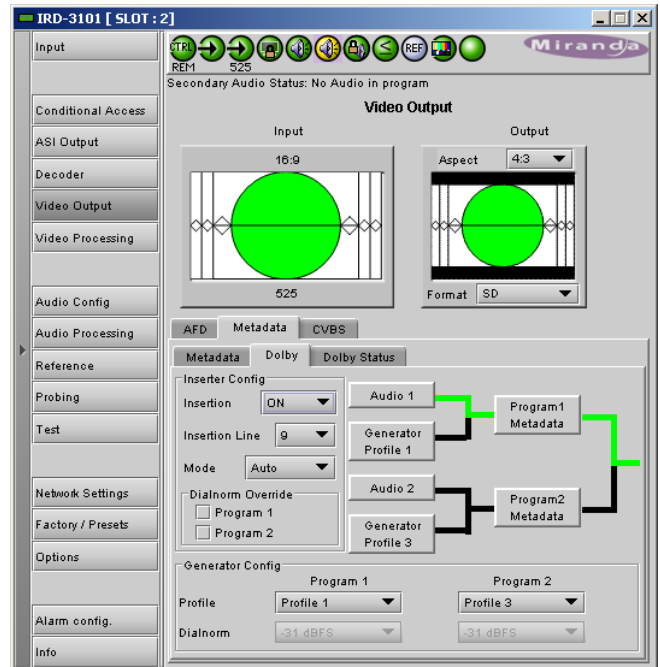 IRD-3101 [ SLOT : 2]
Input
Conditional Access
ASI Output
Decoder
Video Output
Video Processing
Audio Config
Audio Processing
Reference
Probing
Test
Network Settings
Factory / Presets
Options
Alarm config.
Info
CTRL REF Miranda
REM 525
Secondary Audio Status: No Audio in program
Video Output
Input Output
16:9 Aspect 4:3
525 Format SD
AFD Metadata CVBS
Metadata Dolby Dolby Status
Inserter Config
Insertion ON
Insertion Line 9
Mode Auto
Dialnorm Override
Program 1
Program 2
Audio 1
Generator
Profile 1
Audio 2
Generator
Profile 3
Program1
Metadata
Program2
Metadata
Generator Config
Program 1 Program 2
Profile Profile 1 Profile 3
Dialnorm -31 dBFS -31 dBFS